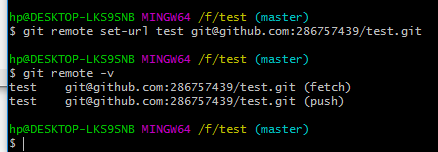 hp@DESKTOP-LKS9SNB MINGW64 /f/test (master)
$ git remote set-url test git@github.com:286757439/test.git
hp@DESKTOP-LKS9SNB MINGW64 /f/test (master)
$ git remote -v
test    git@github.com:286757439/test.git (fetch)
test    git@github.com:286757439/test.git (push)
hp@DESKTOP-LKS9SNB MINGW64 /f/test (master)
$